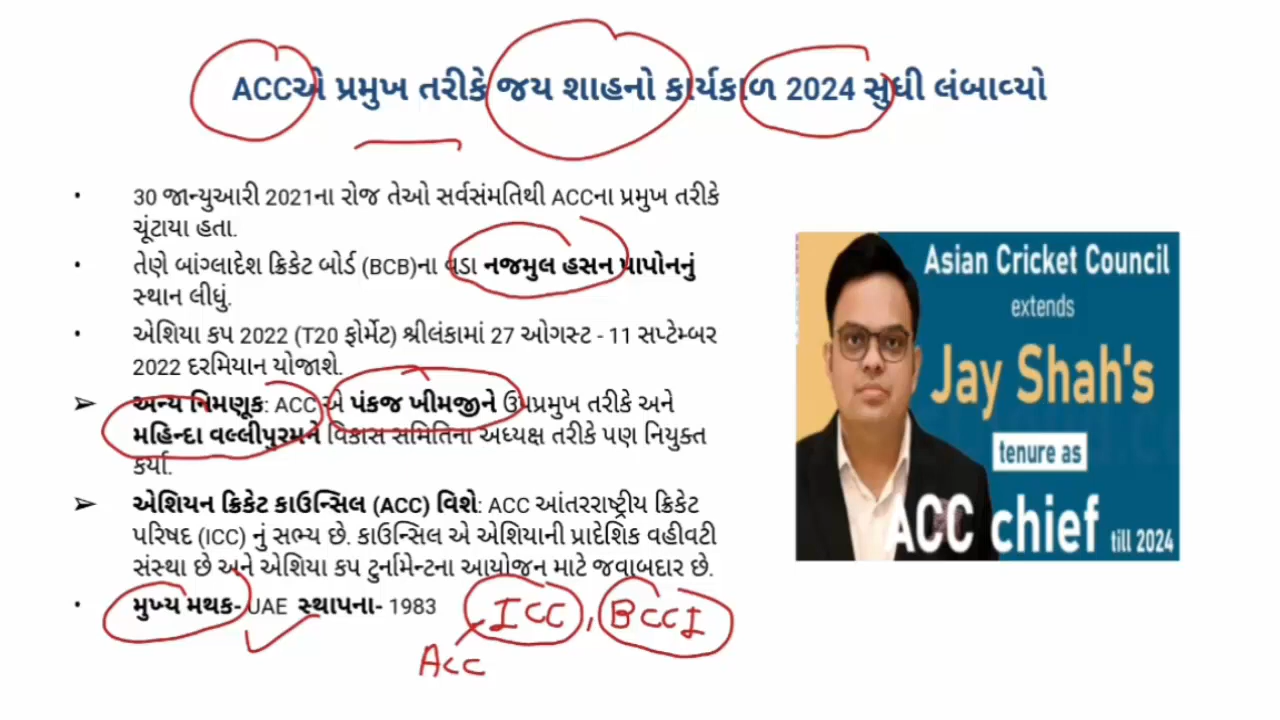 ACCએ પ્રમુખ તરીકે જય શાહનો કાર્યકાળ 2024 સુધી લંબાવ્યો
• 30 જાન્યુઆરી 2021ના રોજ તેઓ સર્વસંમતિથી ACCના પ્રમુખ તરીકે
ચૂંટાયા હતા.
• તેણે બાંગ્લાદેશ ક્રિકેટ બોર્ડ (BCB)ના વડા નજમુલ હસન પાપોનનું
સ્થાન લીધું.
• એશિયા કપ 2022 (T20 ફોર્મેટ) શ્રીલંકામાં 27 ઓગસ્ટ - 11 સપ્ટેમ્બર
2022 દરમિયાન યોજાશે.
➢ અન્ય નિમણૂક: ACC એ પંકજ ખીમજીને ઉપપ્રમુખ તરીકે અને
મહિન્દા વલ્લીપુરમને વિકાસ સમિતિના અધ્યક્ષ તરીકે પણ નિયુક્ત
કર્યા.
➢ એશિયન ક્રિકેટ કાઉન્સિલ (ACC) વિશે: ACC આંતરરાષ્ટ્રીય ક્રિકેટ
પરિષદ (ICC) નું સભ્ય છે. કાઉન્સિલ એ એશિયાની પ્રાદેશિક વહીવટી
સંસ્થા છે અને એશિયા કપ ટુર્નામેન્ટના આયોજન માટે જવાબદાર છે.
• મુખ્ય મથક- UAE સ્થાપના- 1983
ICC , BCCI
Acc
Asian Cricket Council
extends
Jay Shah's
tenure as
ACC chief till 2024